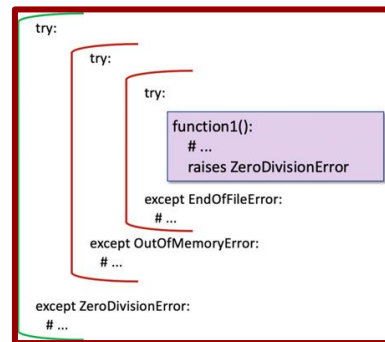 try:
try:
try:
function1():
# ...
raises ZeroDivisionError
except EndOfFileError:
# ...
except OutOfMemoryError:
# ...
except ZeroDivisionError:
# ...